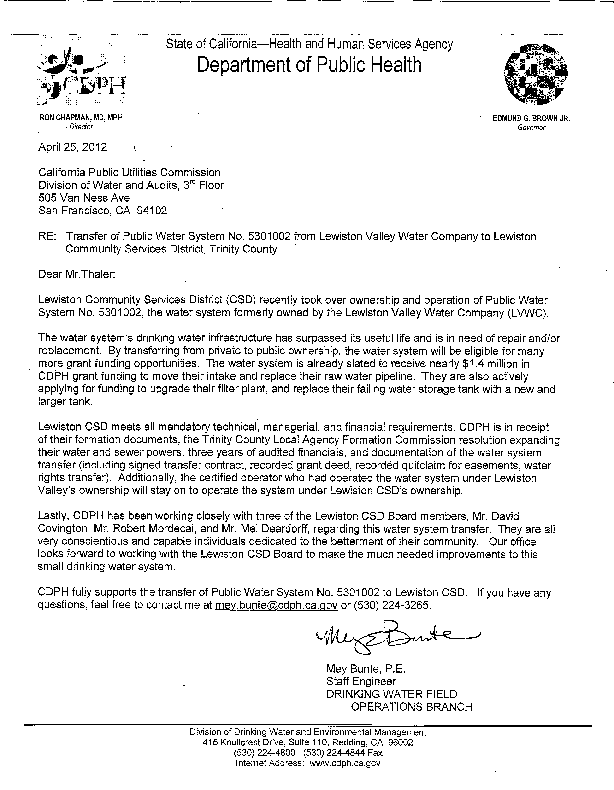 State of California—Health and Human Services Agency
Department of Public Health
CDPH
RON CHAPMAN, MD, MPH
Director
EDMUND G. BROWN JR.
Governor
April 25, 2012
California Public Utilities Commission
Division of Water and Audits, 3rd Floor
505 Van Ness Ave
San Francisco, CA 94102
RE: Transfer of Public Water System No. 5301002 from Lewiston Valley Water Company to Lewiston
Community Services District, Trinity County
Dear Mr.Thaler:
Lewiston Community Services District (CSD) recently took over ownership and operation of Public Water
System No. 5301002, the water system formerly owned by the Lewiston Valley Water Company (LVWC).
The water system's drinking water infrastructure has surpassed its useful life and is in need of repair and/or
replacement. By transferring from private to public ownership, the water system will be eligible for many
more grant funding opportunities. The water system is already slated to receive nearly $1.4 million in
CDPH grant funding to move their intake and replace their raw water pipeline. They are also actively
applying for funding to upgrade their filter plant, and replace their failing water storage tank with a new and
larger tank.
Lewiston CSD meets all mandatory technical, managerial, and financial requirements. CDPH is in receipt
of their formation documents, the Trinity County Local Agency Formation Commission resolution expanding
their water and sewer powers, three years of audited financials, and documentation of the water system
transfer (including signed transfer contract, recorded grant deed, recorded quitclaim for easements, water
rights transfer). Additionally, the certified operator who had operated the water system under Lewiston
Valley's ownership will stay on to operate the system under Lewiston CSD's ownership.
Lastly, CDPH has been working closely with three of the Lewiston CSD Board members, Mr. David
Covington, Mr. Robert Mordecai, and Mr. Mel Deardorff, regarding this water system transfer. They are all
very conscientious and capable individuals dedicated to the betterment of their community. Our office
looks forward to working with the Lewiston CSD Board to make the much needed improvements to this
small drinking water system.
CDPH fully supports the transfer of Public Water System No. 5301002 to Lewiston CSD. If you have any
questions, feel free to contact me at mey.bunte@cdph.ca.gov or (530) 224-3265.
Mey Bunte
Mey Bunte, P.E.
Staff Engineer
DRINKING WATER FIELD
OPERATIONS BRANCH
Division of Drinking Water and Environmental Management
415 Knollcrest Drive, Suite 110, Redding, CA 96002
(530) 224-4800 (530) 224-4844 Fax
Internet Address: www.cdph.ca.gov